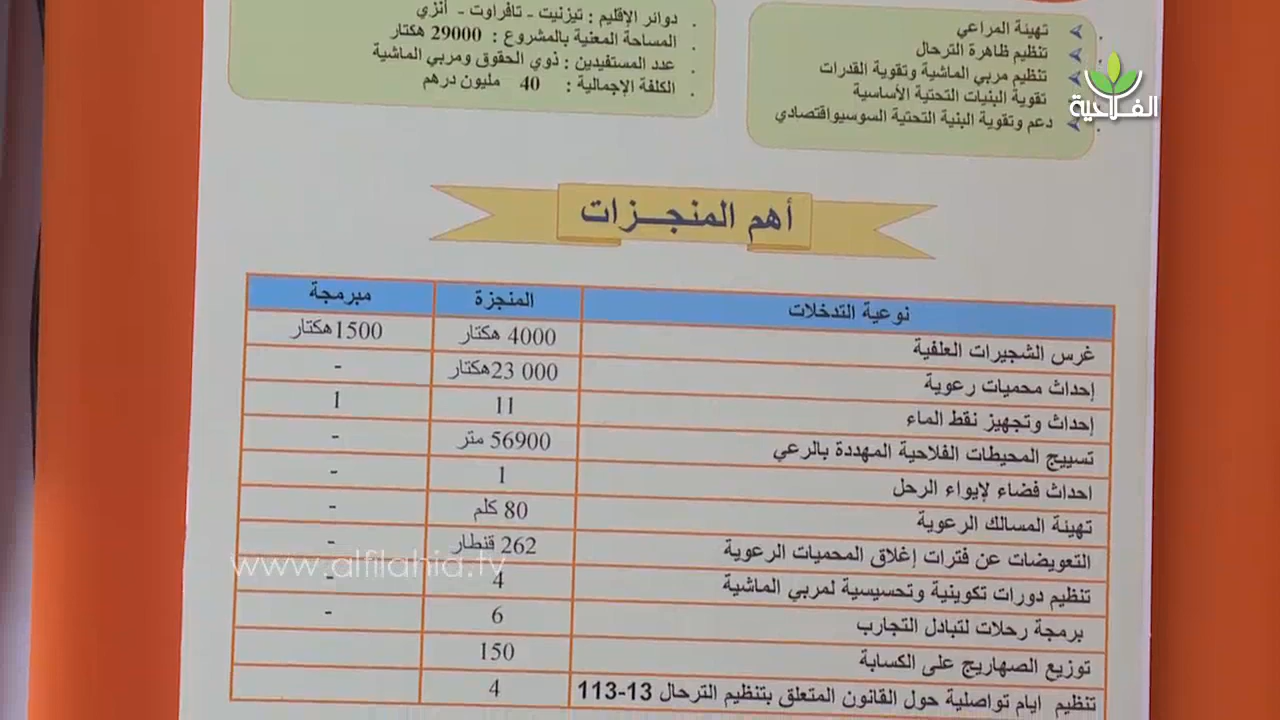 تهيئة المراعي
تنظيم ظاهرة الترحال
تنظيم مربي الماشية وتقوية القدرات
تقوية البنيات التحتية الأساسية
دعم وتقوية البنية التحتية السوسيواقتصادي
دوائر الإقليم : تيزنيت - تافراوت - أنزي
المساحة المعنية بالمشروع : 29000 هكتار
عدد المستفيدين : ذوي الحقوق ومربي الماشية
الكلفة الإجمالية : 40 مليون درهم
الفلاحية
أهم المنجـــزات
نوعية التدخلات المنجزة مبرمجة
غرس الشجيرات العلفية 4000 هكتار 1500هكتار
إحداث محميات رعوية 23 000هكتار -
إحداث وتجهيز نقط الماء 11 1
تسييج المحيطات الفلاحية المهددة بالرعي 56900 متر -
احداث فضاء لإيواء الرحل 1 -
تهيئة المسالك الرعوية 80 كلم -
التعويضات عن فترات إغلاق المحميات الرعوية 262 قنطار -
تنظيم دورات تكوينية وتحسيسية لمربي الماشية 4 -
برمجة رحلات لتبادل التجارب 6 -
توزيع الصهاريج على الكسابة 150
تنظيم ايام تواصلية حول القانون المتعلق بتنظيم الترحال 13-113 4
www.alfilahia.tv